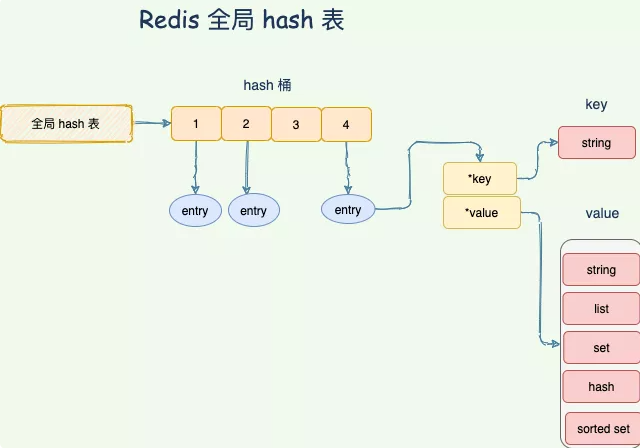 Redis 全局 hash 表
hash 桶
key
全局 hash 表
1
2
3
4
string
*key
entry
entry
entry
*value
value
string
list
set
hash
sorted set